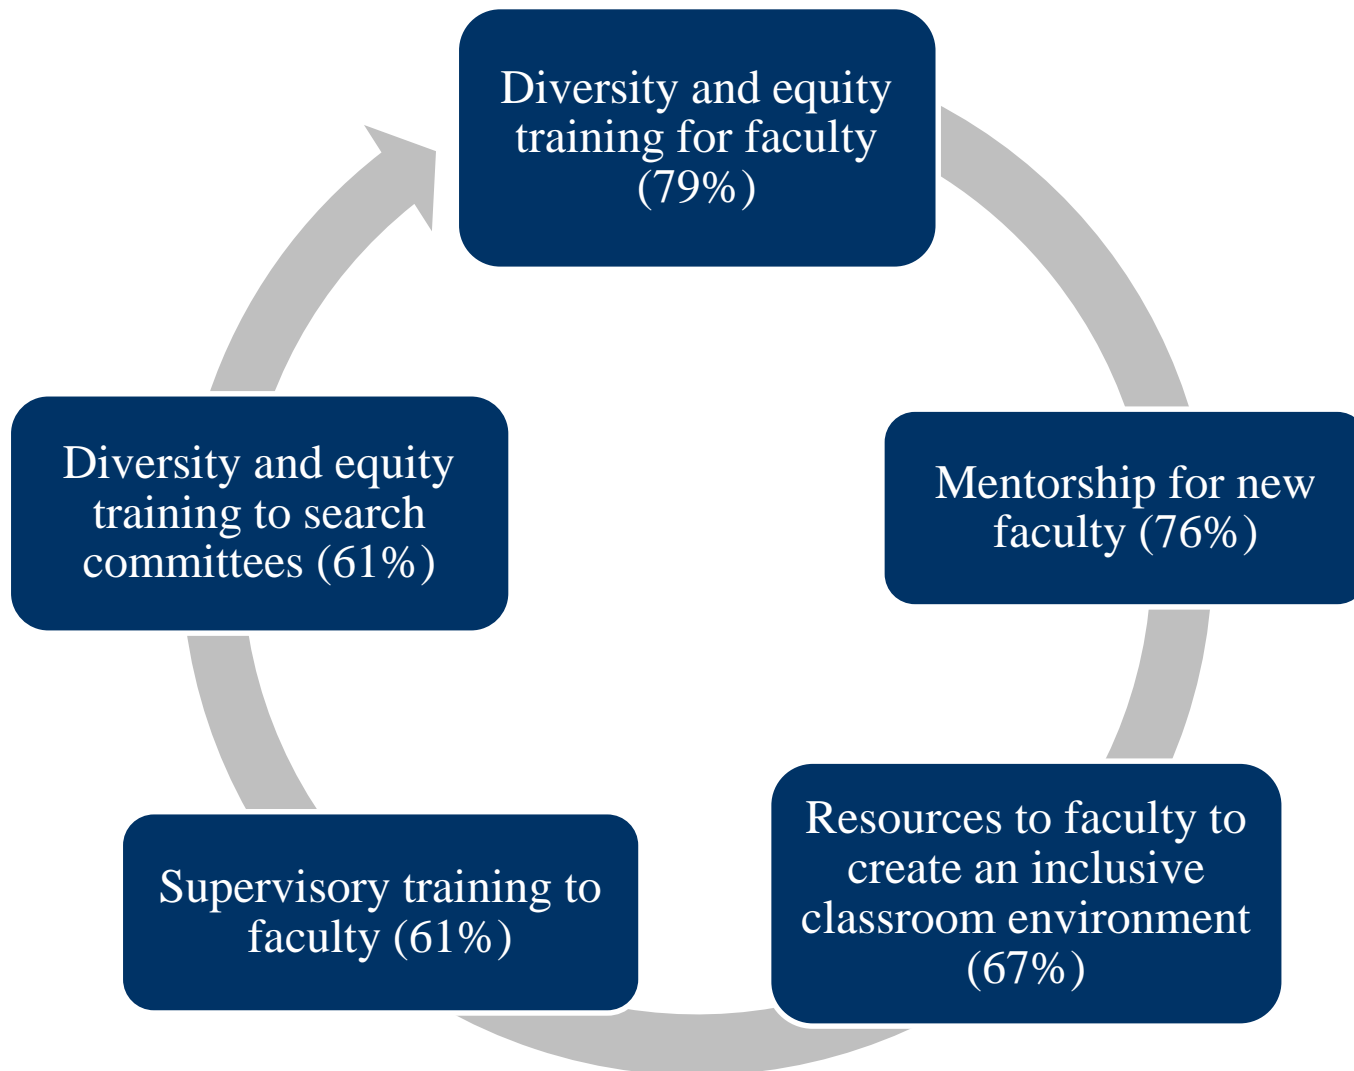 Diversity and equity
training for faculty
(79%)
Mentorship for new
faculty (76%)
Resources to faculty to
create an inclusive
classroom environment
(67%)
Supervisory training to
faculty (61%)
Diversity and equity
training to search
committees (61%)